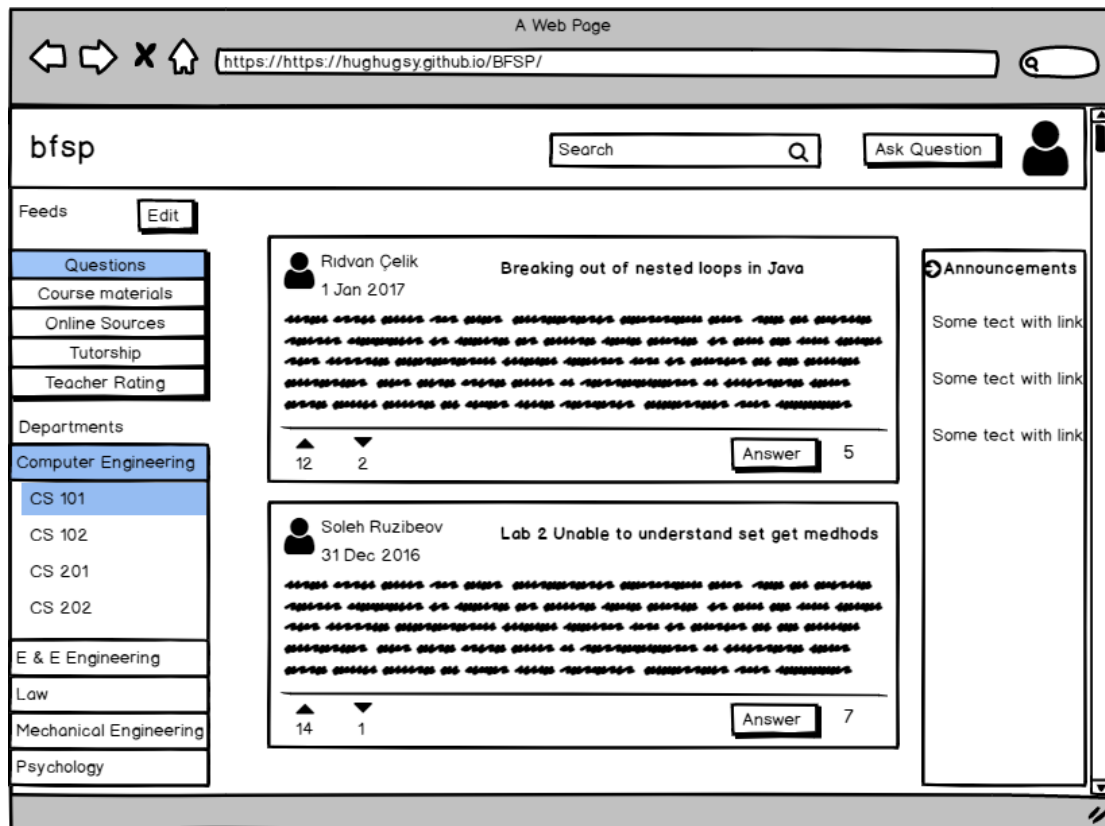 A Web Page
https://https://hughugsy.github.io/BFSP/
bfsp
Search
Ask Question
Feeds
Edit
Questions
Course materials
Online Sources
Tutorship
Teacher Rating
Departments
Computer Engineering
CS 101
CS 102
CS 201
CS 202
E & E Engineering
Law
Mechanical Engineering
Psychology
Rıdvan Çelik
1 Jan 2017
Breaking out of nested loops in Java
12
2
Answer
5
Soleh Ruzibeov
31 Dec 2016
Lab 2 Unable to understand set get medhods
14
1
Answer
7
Announcements
Some tect with link
Some tect with link
Some tect with link